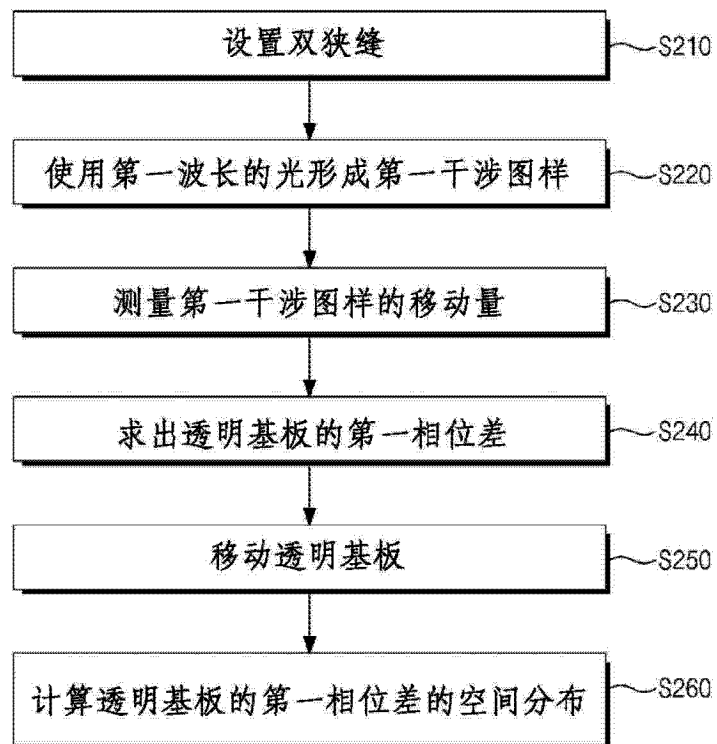 设置双狭缝
S210
使用第一波长的光形成第一干涉图样
S220
测量第一干涉图样的移动量
S230
求出透明基板的第一相位差
S240
移动透明基板
S250
计算透明基板的第一相位差的空间分布
S260